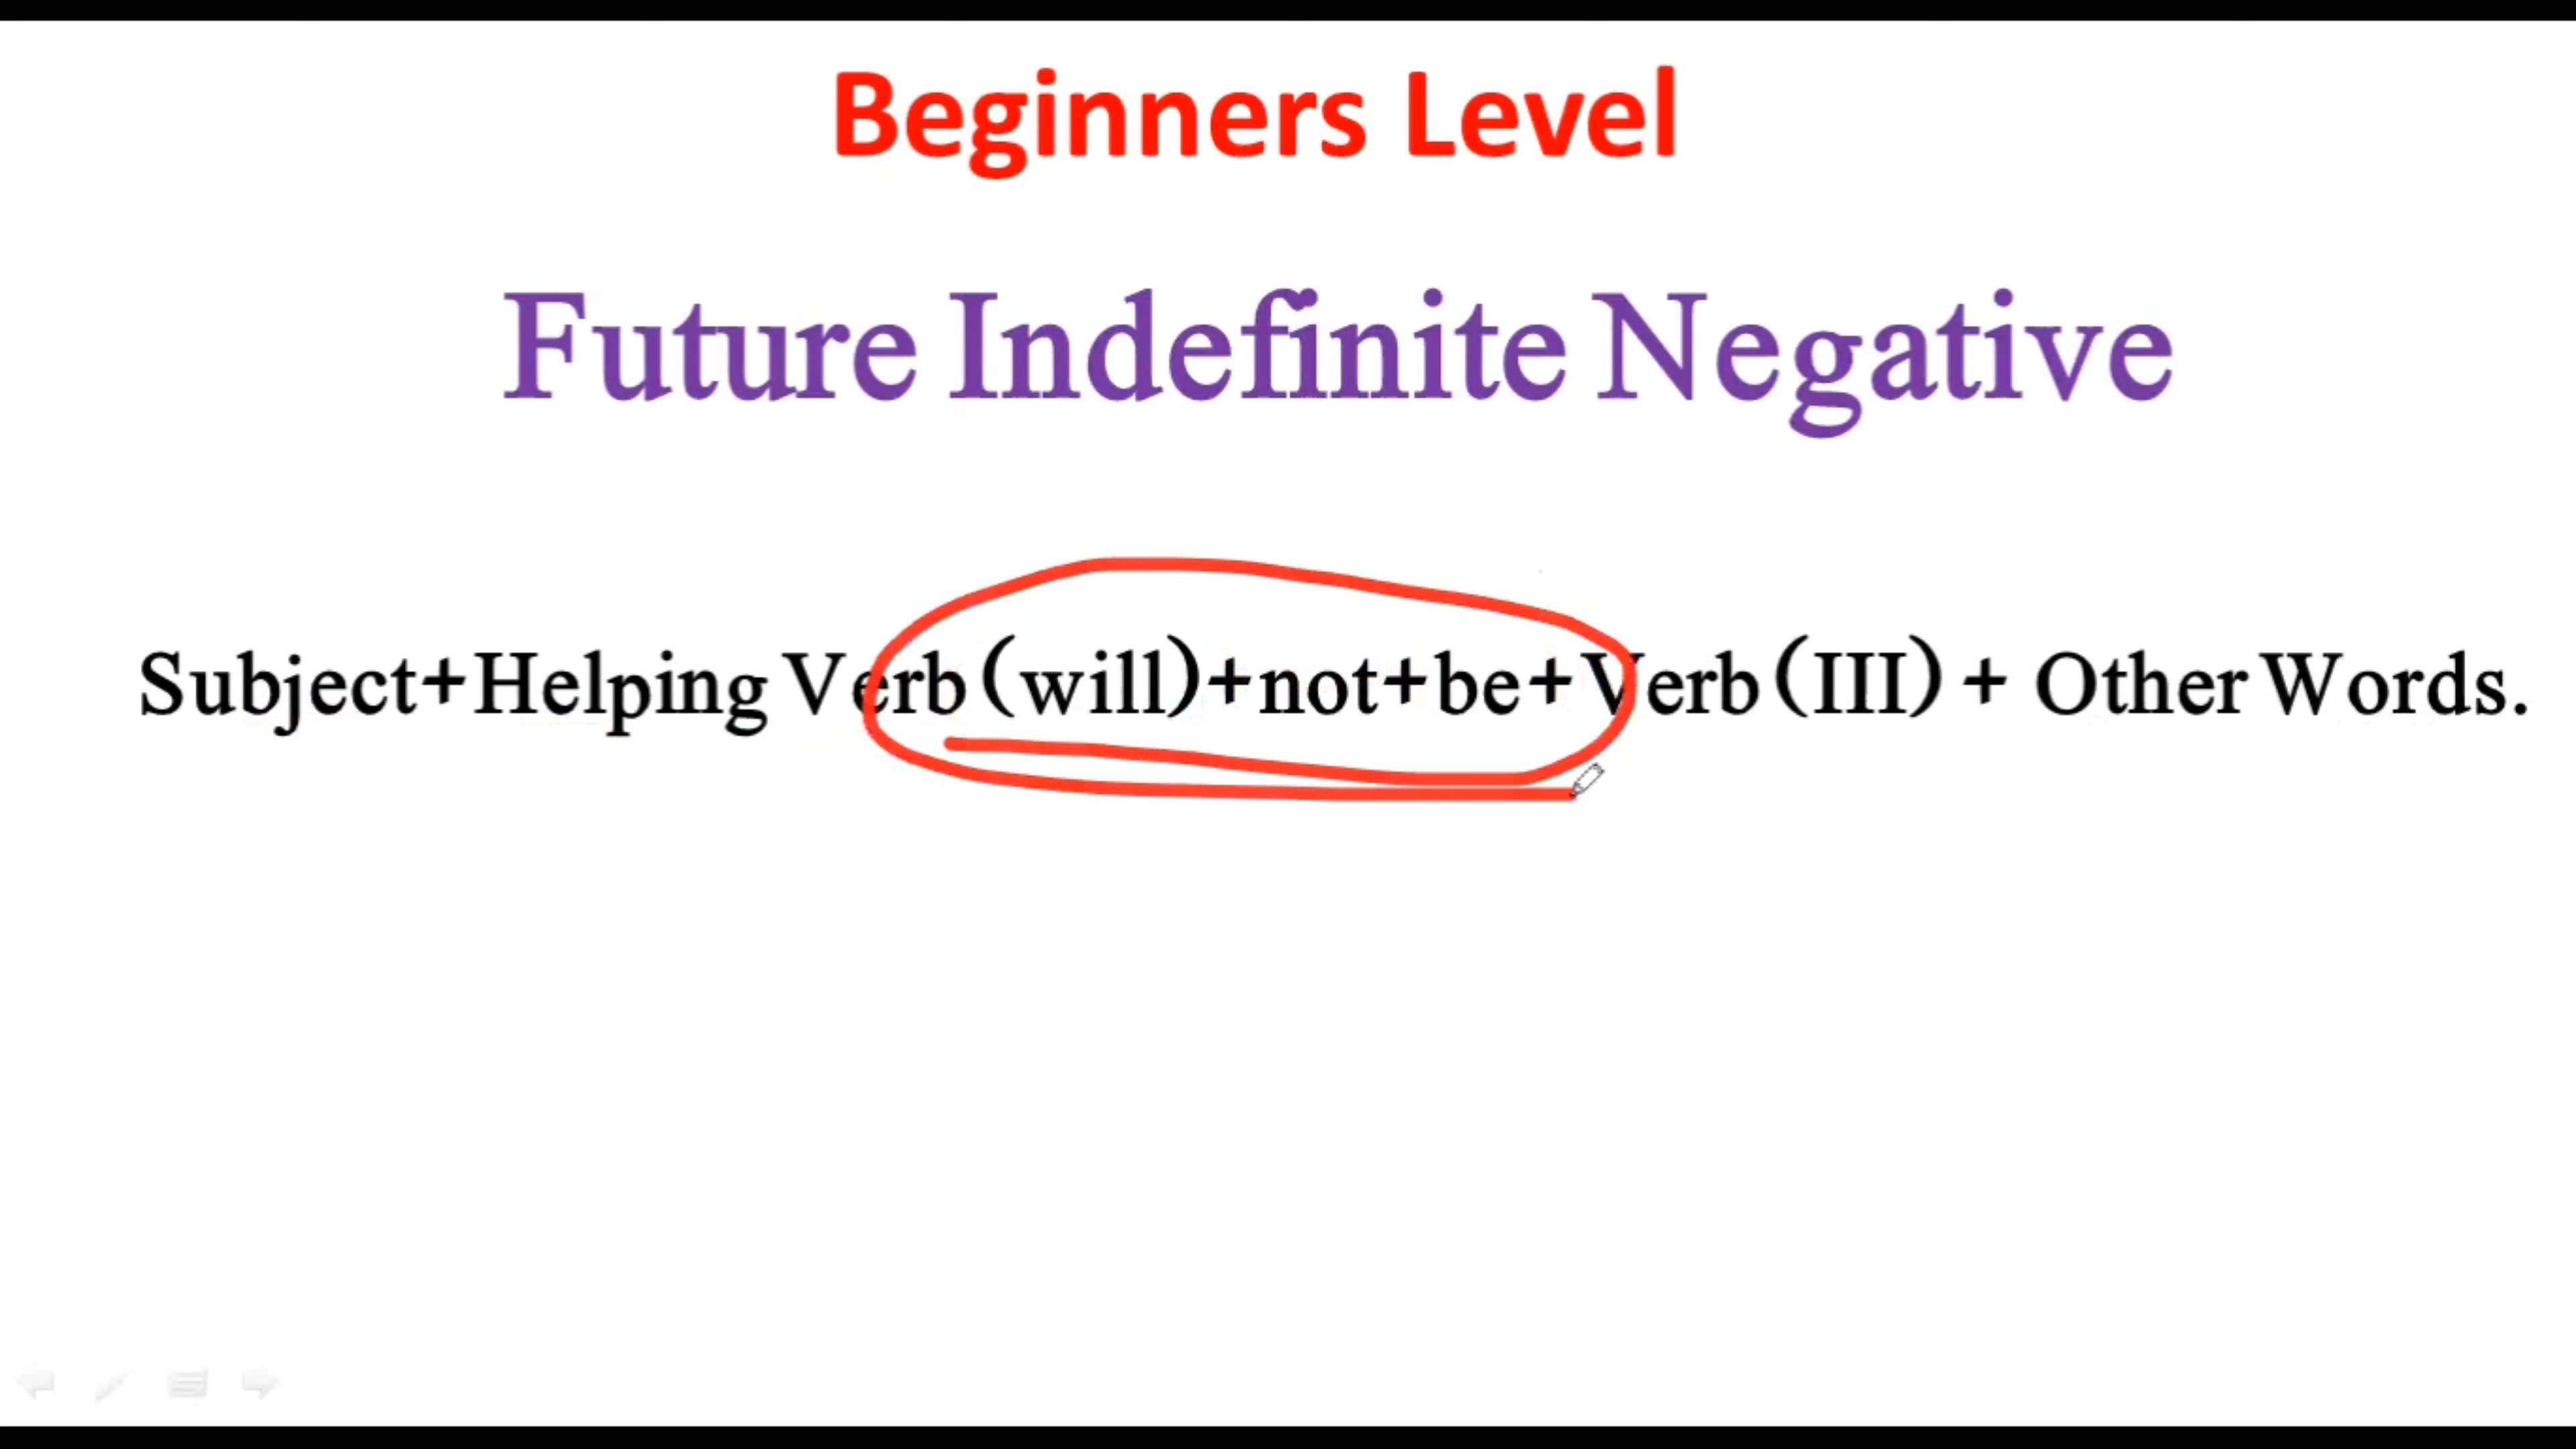 Beginners Level
Future Indefinite Negative
Subject+Helping Verb (will)+not+be+Verb (III) + Other Words.